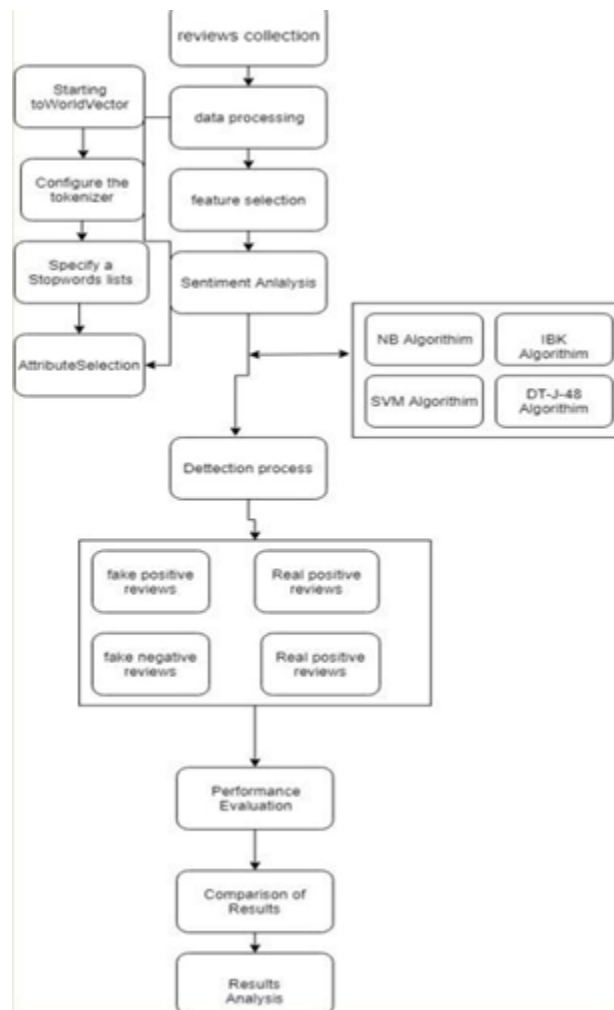 reviews collection
Starting
toWorldVector
data processing
Configure the
tokenizer
feature selection
Specify a
Stopwords lists
Sentiment Anlalysis
AttributeSelection
NB Algorithim
IBK
Algorithim
SVM Algorithim
DT-J-48
Algorithim
Dettection process
fake positive
reviews
Real positive
reviews
fake negative
reviews
Real positive
reviews
Performance
Evaluation
Comparison of
Results
Results
Analysis